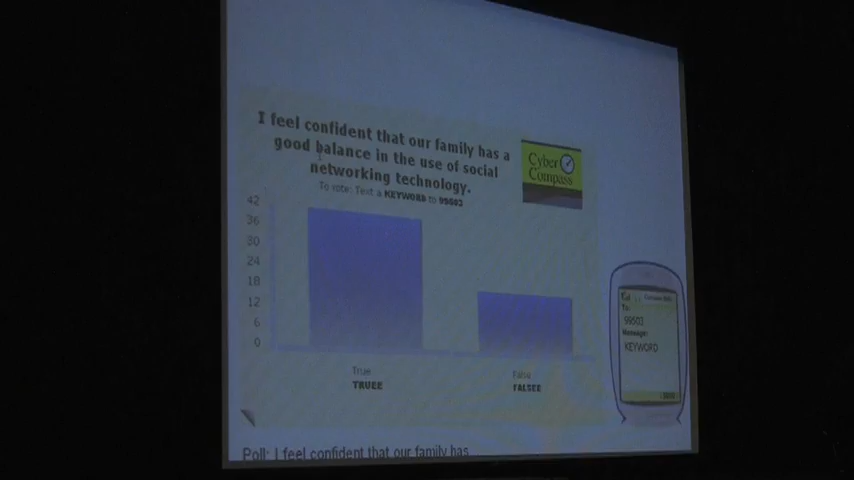 I feel confident that our family has a
good balance in the use of social
networking technology.
To vote: Text a KEYWORD to 99503
Cyber
Compass
42
36
30
24
18
12
6
0
True
TRUEE
False
FALSEE
To:
99503
Message:
KEYWORD
Poll: I feel confident that our family has...